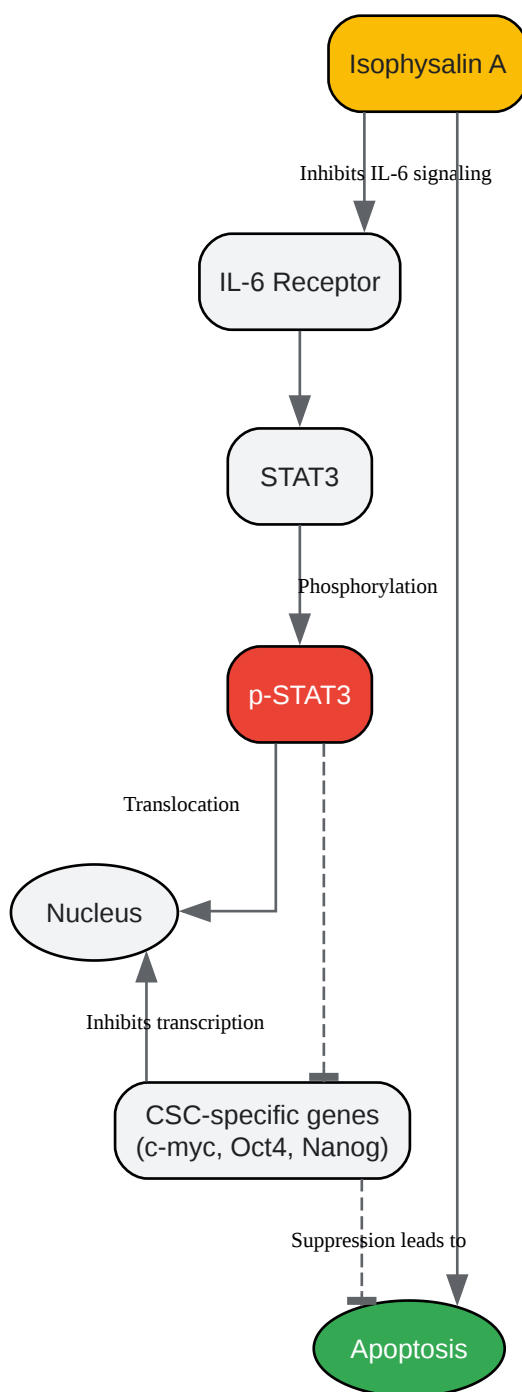 Isophysalin A
Inhibits IL-6 signaling
IL-6 Receptor
STAT3
Phosphorylation
p-STAT3
Translocation
Nucleus
Inhibits transcription
CSC-specific genes
(c-myc, Oct4, Nanog)
Suppression leads to
Apoptosis